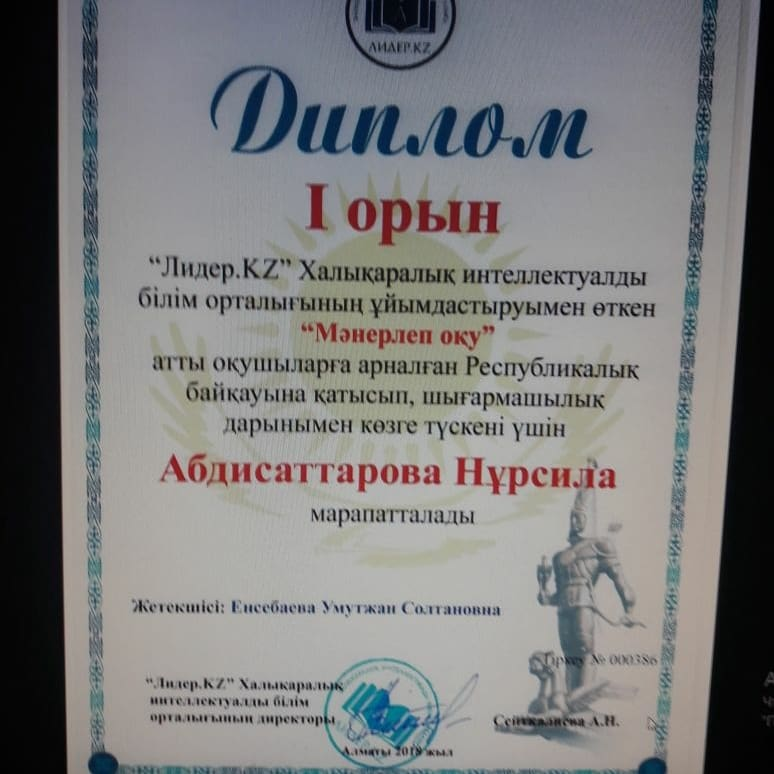 ЛИДЕР.KZ
Диплом
I орын
“Лидер.KZ” Халықаралық интеллектуалды
білім орталығының ұйымдастыруымен өткен
“Мәнерлеп оқу”
атты оқушыларға арналған Республикалық
байқауына қатысып, шығармашылық
дарынымен көзге түскені үшін
Абдисаттарова Нұрсила
марапатталады
Жетекшісі: Енсебаева Умутжан Солтановна
Тіркеу № 000386
“Лидер.KZ” Халықаралық
интеллектуалды білім
орталығының директоры
Сейткалиева А.Н.
Алматы 2018 жыл